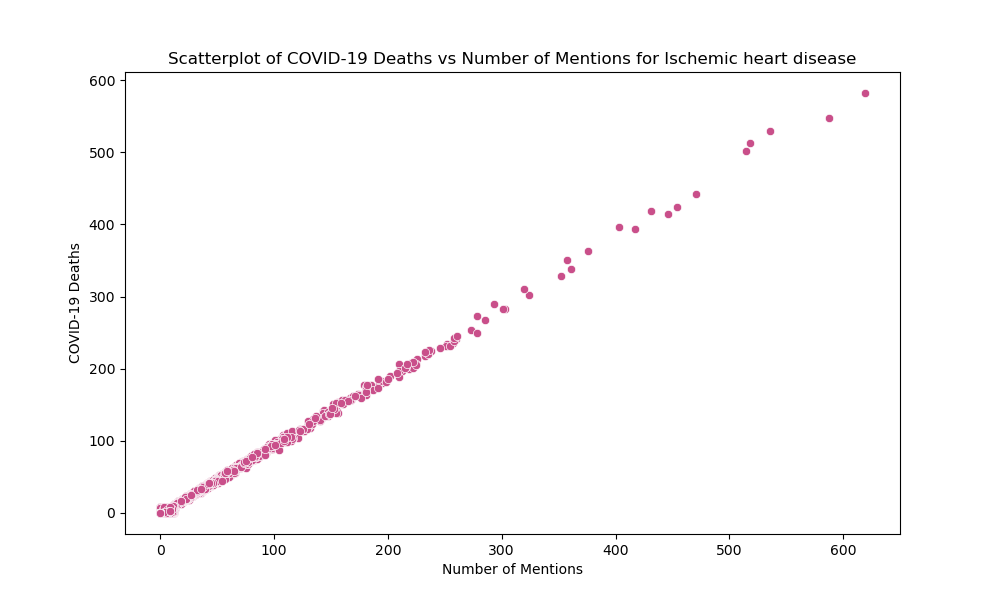 Scatterplot of COVID-19 Deaths vs Number of Mentions for Ischemic heart disease
600
500
400
300
200
100
0
COVID-19 Deaths
0 100 200 300 400 500 600
Number of Mentions